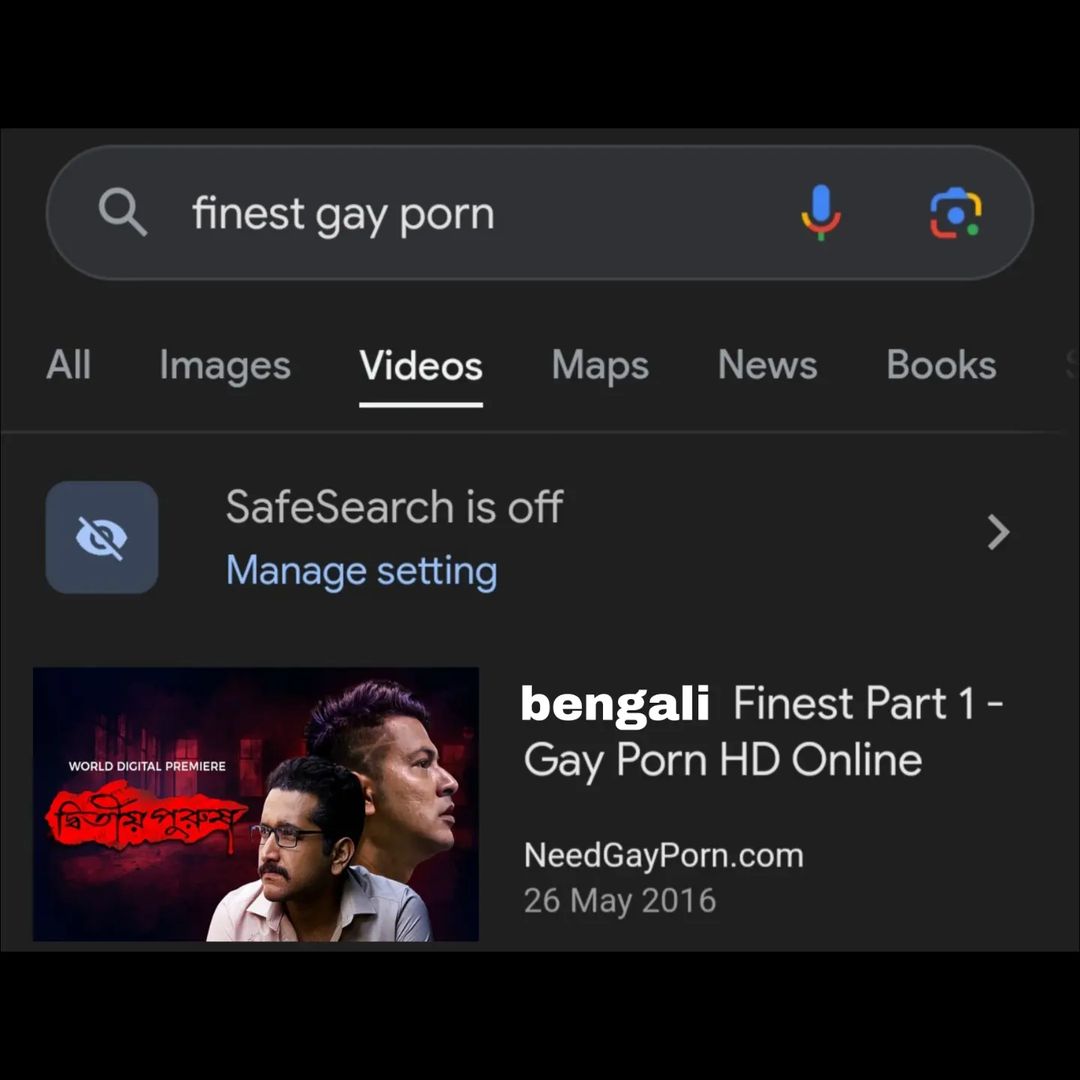 finest gay porn
All Images Videos Maps News Books
SafeSearch is off
Manage setting
bengali Finest Part 1 -
Gay Porn HD Online
NeedGayPorn.com
26 May 2016
WORLD DIGITAL PREMIERE
দ্বিতীয় পুরুষ